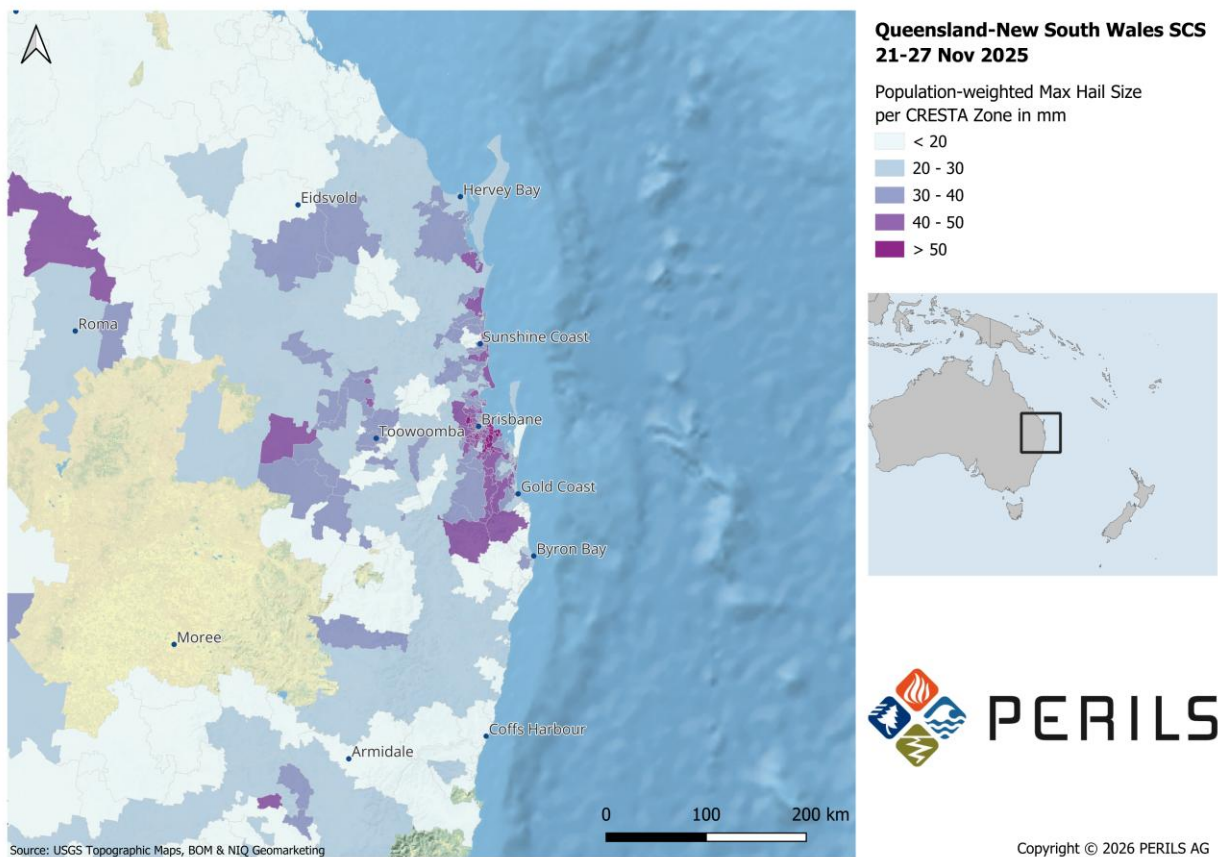 Queensland-New South Wales SCS
21-27 Nov 2025
Population-weighted Max Hail Size
per CRESTA Zone in mm
< 20
20 - 30
30 - 40
40 - 50
> 50
Eidsvold
Hervey Bay
Roma
Sunshine Coast
Brisbane
Toowoomba
Gold Coast
Byron Bay
Moree
Coffs Harbour
Armidale
0 100 200 km
Source: USGS Topographic Maps, BOM & NIQ Geomarketing
PERILS
Copyright © 2026 PERILS AG